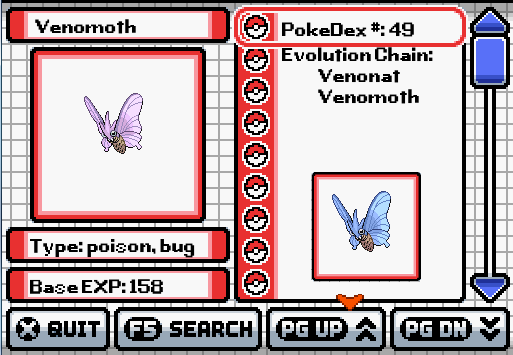 Venomoth
PokeDex #: 49
Evolution Chain:
Venonat
Venomoth
Type: poison, bug
Base EXP: 158
X QUIT
F5 SEARCH
PG UP
PG DN